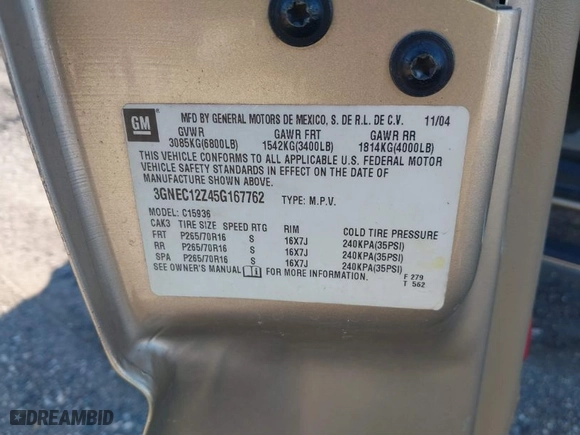 GM
MFD BY GENERAL MOTORS DE MEXICO, S. DE R.L. DE C.V. 11/04
GVWR GAWR FRT GAWR RR
3085KG(6800LB) 1542KG(3400LB) 1814KG(4000LB)
THIS VEHICLE CONFORMS TO ALL APPLICABLE U.S. FEDERAL MOTOR
VEHICLE SAFETY STANDARDS IN EFFECT ON THE DATE OF
MANUFACTURE SHOWN ABOVE.
3GNEC12Z45G167762 TYPE: M.P.V.
MODEL: C15936
CAK3 TIRE SIZE SPEED RTG RIM COLD TIRE PRESSURE
FRT P265/70R16 S 16X7J 240KPA(35PSI)
RR P265/70R16 S 16X7J 240KPA(35PSI)
SPA P265/70R16 S 16X7J 240KPA(35PSI)
SEE OWNER'S MANUAL FOR MORE INFORMATION.
F 279
T 562
DREAMBID